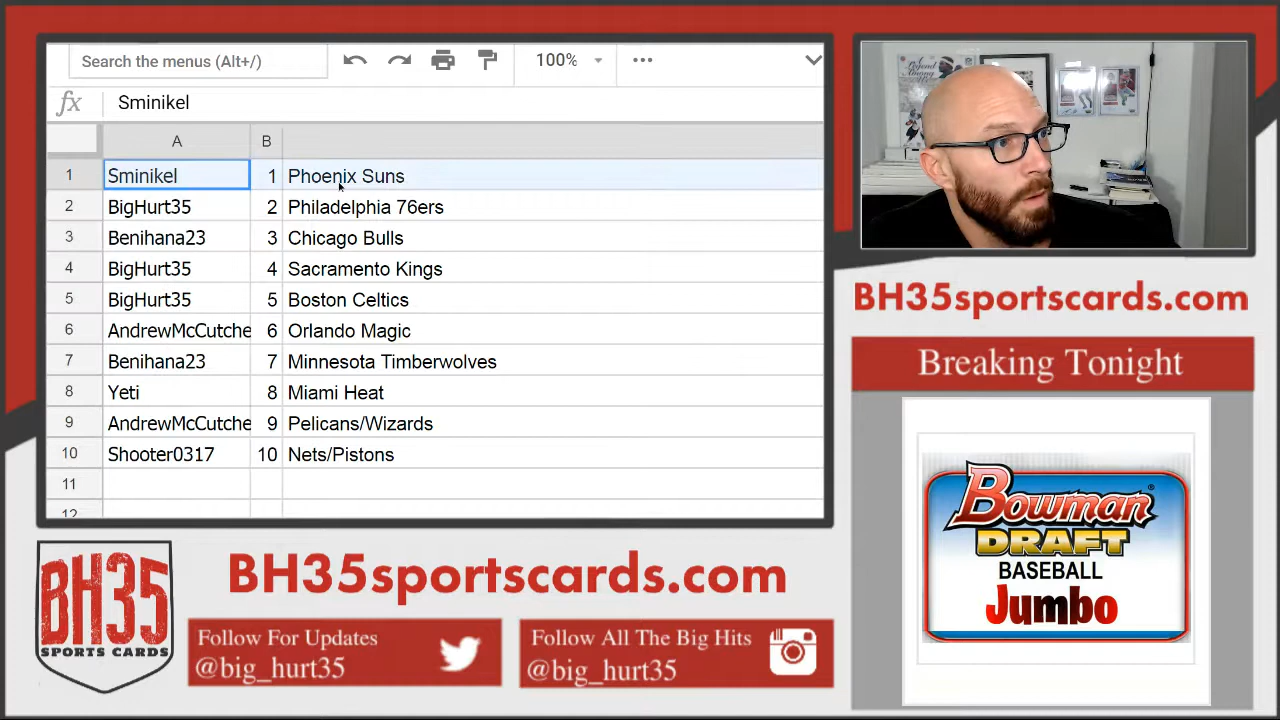 Search the menus (Alt+/)
100%
fx Sminikel
A B
1 Sminikel 1 Phoenix Suns
2 BigHurt35 2 Philadelphia 76ers
3 Benihana23 3 Chicago Bulls
4 BigHurt35 4 Sacramento Kings
5 BigHurt35 5 Boston Celtics
6 AndrewMcCutche 6 Orlando Magic
7 Benihana23 7 Minnesota Timberwolves
8 Yeti 8 Miami Heat
9 AndrewMcCutche 9 Pelicans/Wizards
10 Shooter0317 10 Nets/Pistons
11
12
BH35sportscards.com
Breaking Tonight
Bowman®
DRAFT
BASEBALL
Jumbo
BH35
SPORTS CARDS
BH35sportscards.com
Follow For Updates
@big_hurt35
Follow All The Big Hits
@big_hurt35